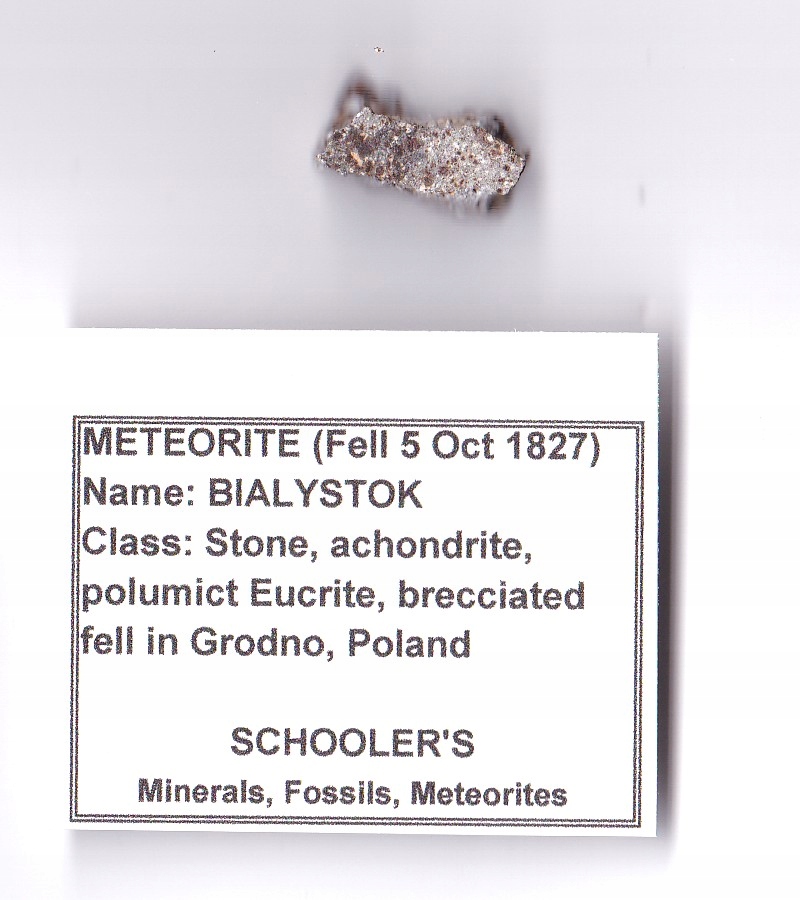 METEORITE (Fell 5 Oct 1827)
Name: BIALYSTOK
Class: Stone, achondrite,
polumict Eucrite, brecciated
fell in Grodno, Poland
SCHOOLER'S
Minerals, Fossils, Meteorites